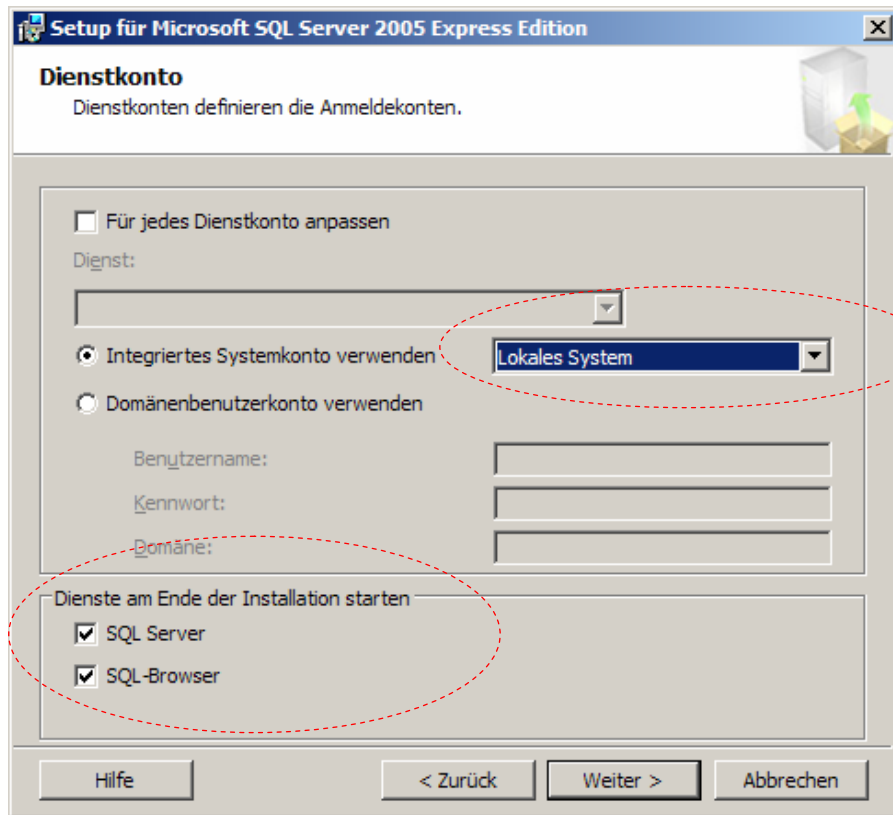 Setup für Microsoft SQL Server 2005 Express Edition
Dienstkonto
Dienstkonten definieren die Anmeldekonten.
Für jedes Dienstkonto anpassen
Dienst:
Integriertes Systemkonto verwenden
Lokales System
Domänenbenutzerkonto verwenden
Benutzername:
Kennwort:
Domäne:
Dienste am Ende der Installation starten
SQL Server
SQL-Browser
Hilfe
< Zurück
Weiter >
Abbrechen